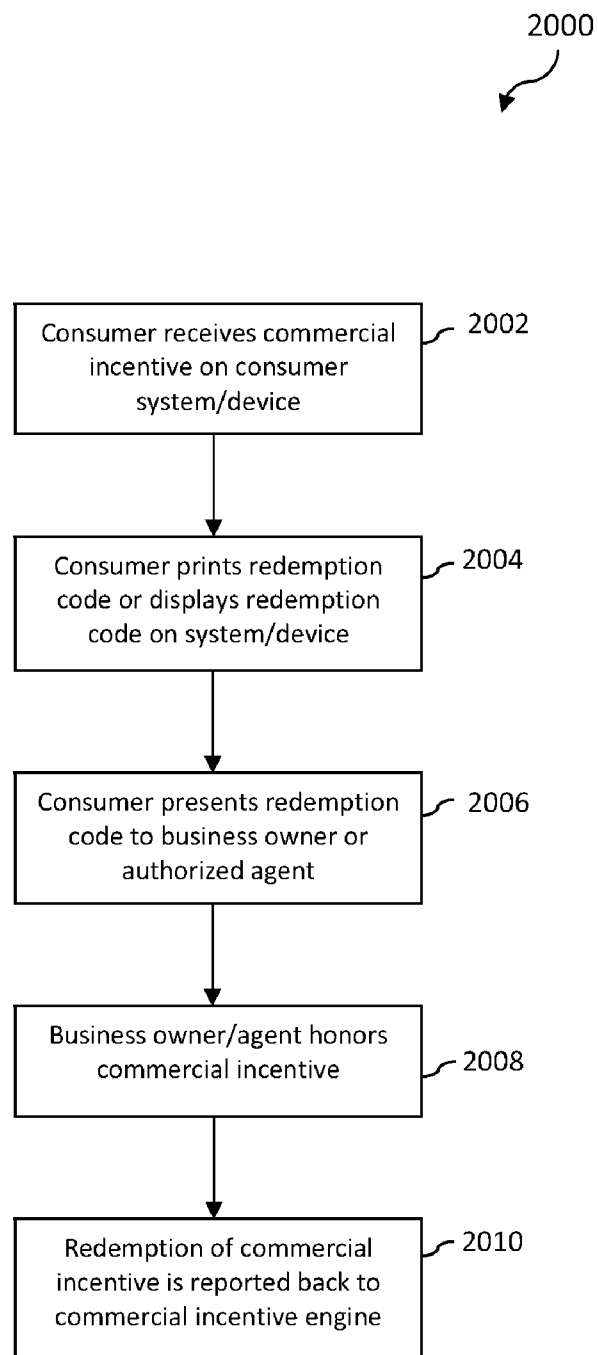 2000
Consumer receives commercial
incentive on consumer
system/device
2002
Consumer prints redemption
code or displays redemption
code on system/device
2004
Consumer presents redemption
code to business owner or
authorized agent
2006
Business owner/agent honors
commercial incentive
2008
Redemption of commercial
incentive is reported back to
commercial incentive engine
2010